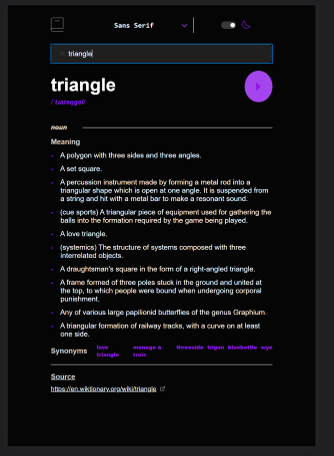 Sans Serif
triangle
triangle
/ˈtɹaɪəŋɡəl/
noun
Meaning
A polygon with three sides and three angles.
A set square.
A percussion instrument made by forming a metal rod into a
triangular shape which is open at one angle. It is suspended from
a string and hit with a metal bar to make a resonant sound.
(cue sports) A triangular piece of equipment used for gathering the
balls into the formation required by the game being played.
A love triangle.
(systemics) The structure of systems composed with three
interrelated objects.
A draughtsman's square in the form of a right-angled triangle.
A frame formed of three poles stuck in the ground and united at
the top, to which people were bound when undergoing corporal
punishment.
Any of various large papilionid butterflies of the genus Graphium.
A triangular formation of railway tracks, with a curve on at least
one side.
Synonyms love triangle menage à trois threeside trigon bluebottle wye
Source
https://en.wiktionary.org/wiki/triangle